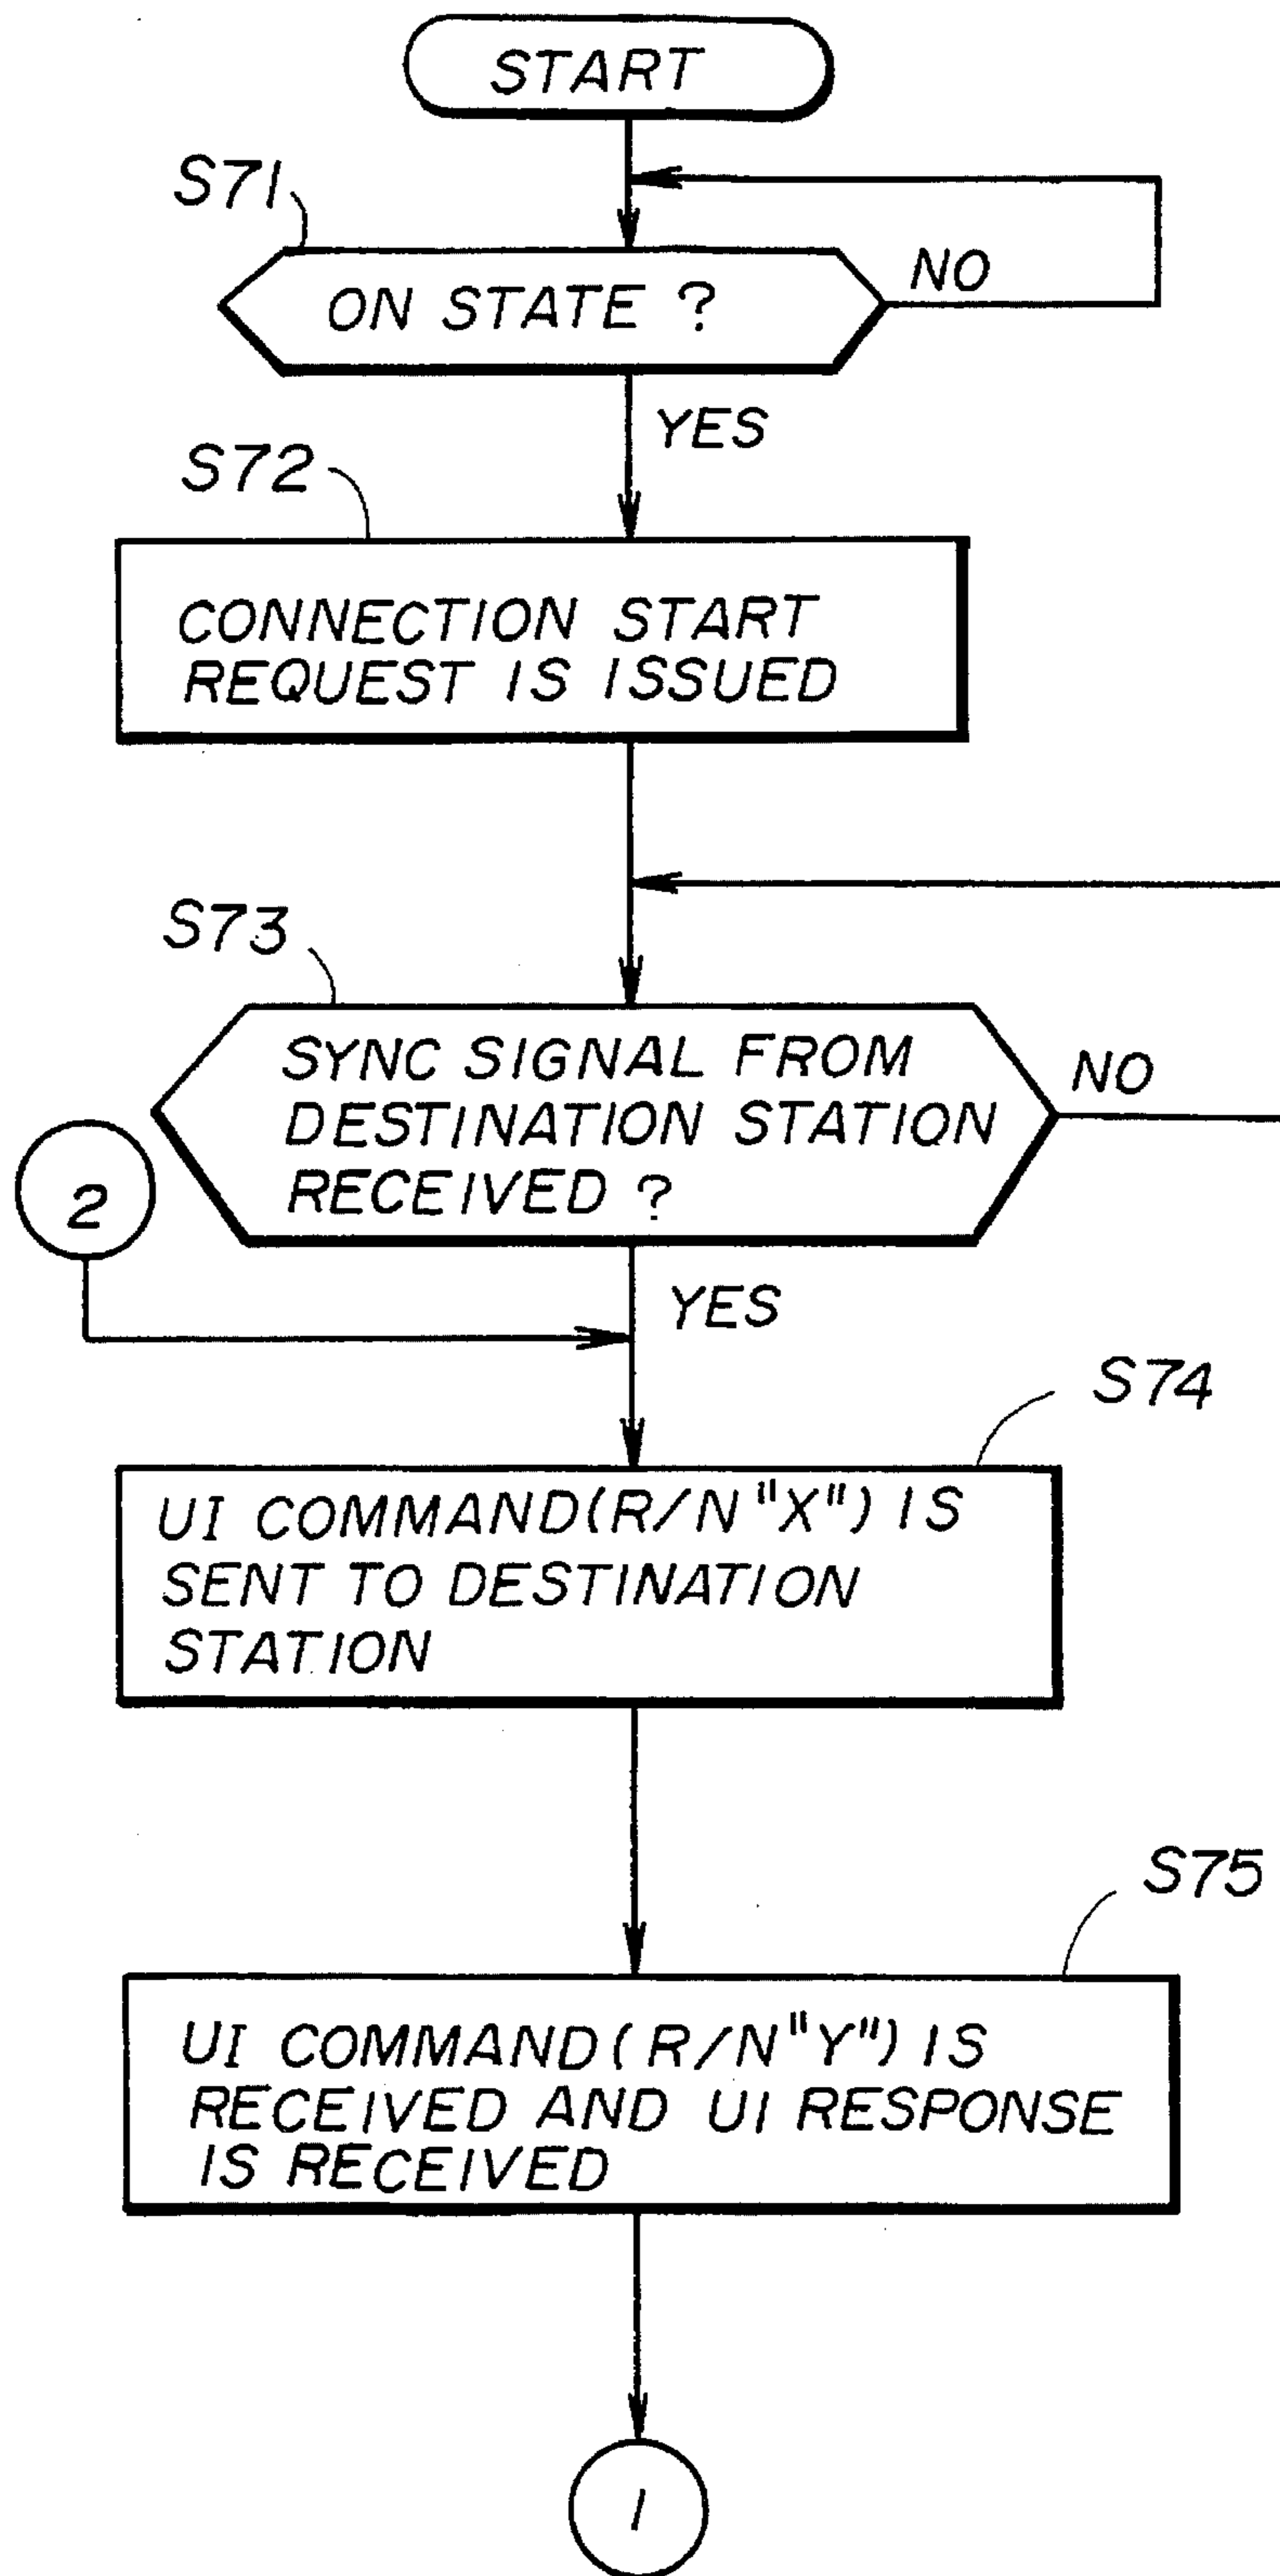 START
S71
ON STATE ?
NO
YES
S72
CONNECTION START
REQUEST IS ISSUED
S73
SYNC SIGNAL FROM
DESTINATION STATION
RECEIVED ?
NO
2
YES
S74
UI COMMAND(R/N"X") IS
SENT TO DESTINATION
STATION
S75
UI COMMAND(R/N"Y") IS
RECEIVED AND UI RESPONSE
IS RECEIVED
1